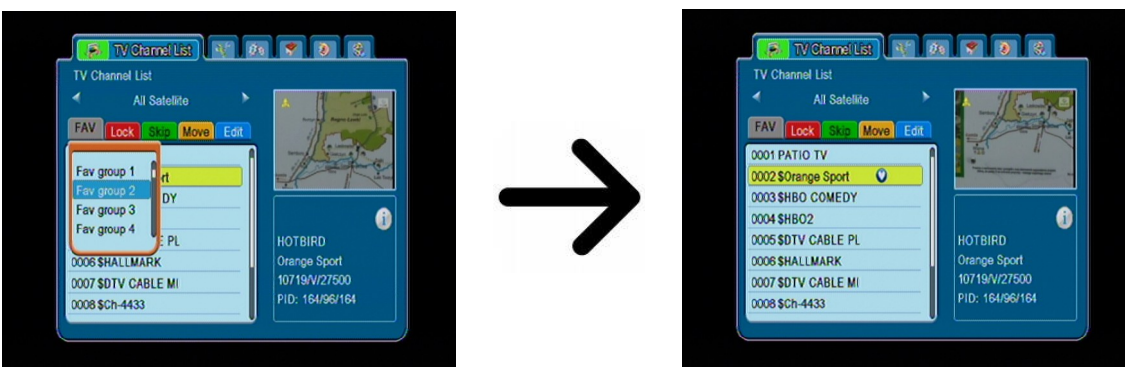 TV Channel List
TV Channel List
All Satellite
FAV Lock Skip Move Edit
Fav group 1
Fav group 2
Fav group 3
Fav group 4
rt
DY
E PL
0006 $HALLMARK
0007 $DTV CABLE MI
0008 $Ch-4433
HOTBIRD
Orange Sport
10719/V/27500
PID: 164/96/164
TV Channel List
TV Channel List
All Satellite
FAV Lock Skip Move Edit
0001 PATIO TV
0002 $Orange Sport
0003 $HBO COMEDY
0004 $HBO2
0005 $DTV CABLE PL
0006 $HALLMARK
0007 $DTV CABLE MI
0008 $Ch-4433
HOTBIRD
Orange Sport
10719/V/27500
PID: 164/96/164